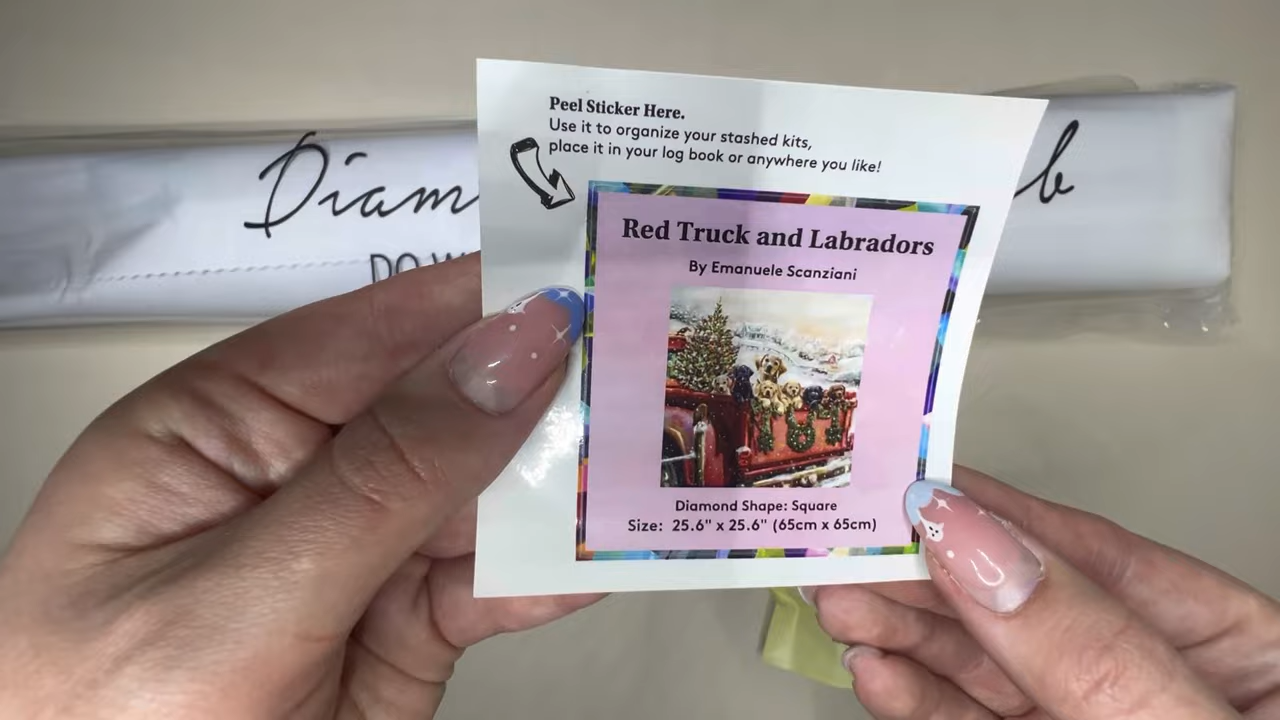 Peel Sticker Here.
Use it to organize your stashed kits,
place it in your log book or anywhere you like!
Red Truck and Labradors
By Emanuele Scanziani
Diamond Shape: Square
Size: 25.6" x 25.6" (65cm x 65cm)